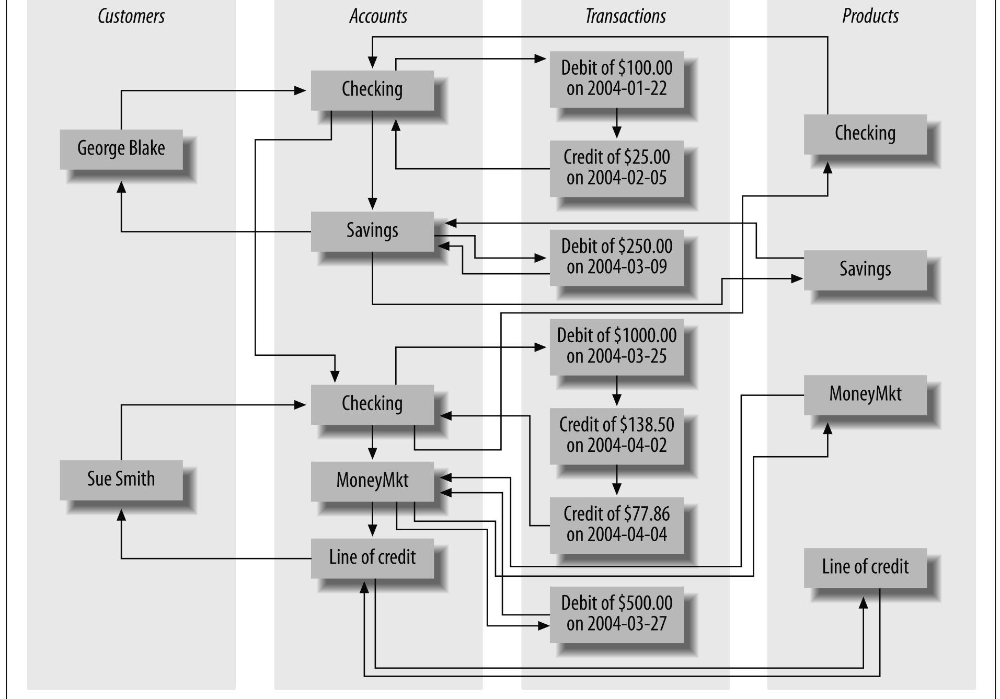 Customers
Accounts
Transactions
Products
George Blake
Sue Smith
Checking
Savings
Checking
MoneyMkt
Line of credit
Debit of $100.00
on 2004-01-22
Credit of $25.00
on 2004-02-05
Debit of $250.00
on 2004-03-09
Debit of $1000.00
on 2004-03-25
Credit of $138.50
on 2004-04-02
Credit of $77.86
on 2004-04-04
Debit of $500.00
on 2004-03-27
Checking
Savings
MoneyMkt
Line of credit